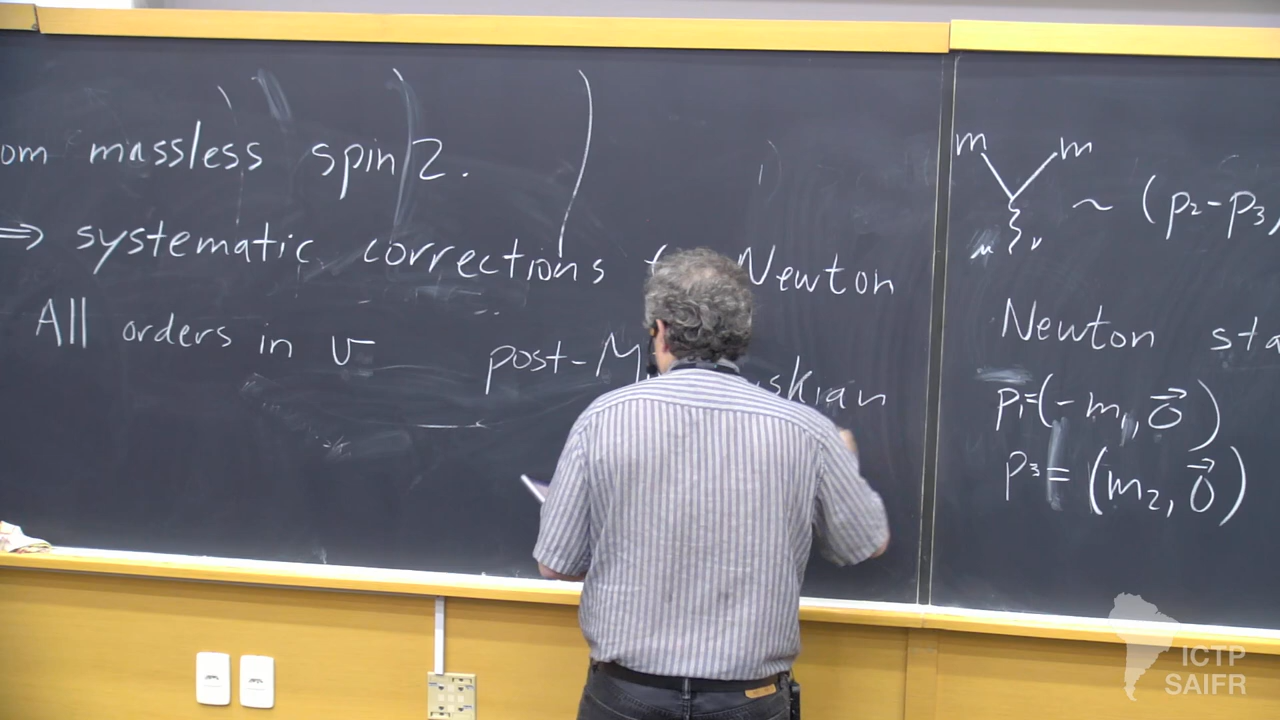 om massless spin 2.
⇒ systematic corrections Newton
All orders in v post-
m m
~ (p₂-p₃)
μ ν
Newton sta
p₁=(-m₁, 0⃗)
p₃ = (m₂, 0⃗)
ICTP
SAIFR